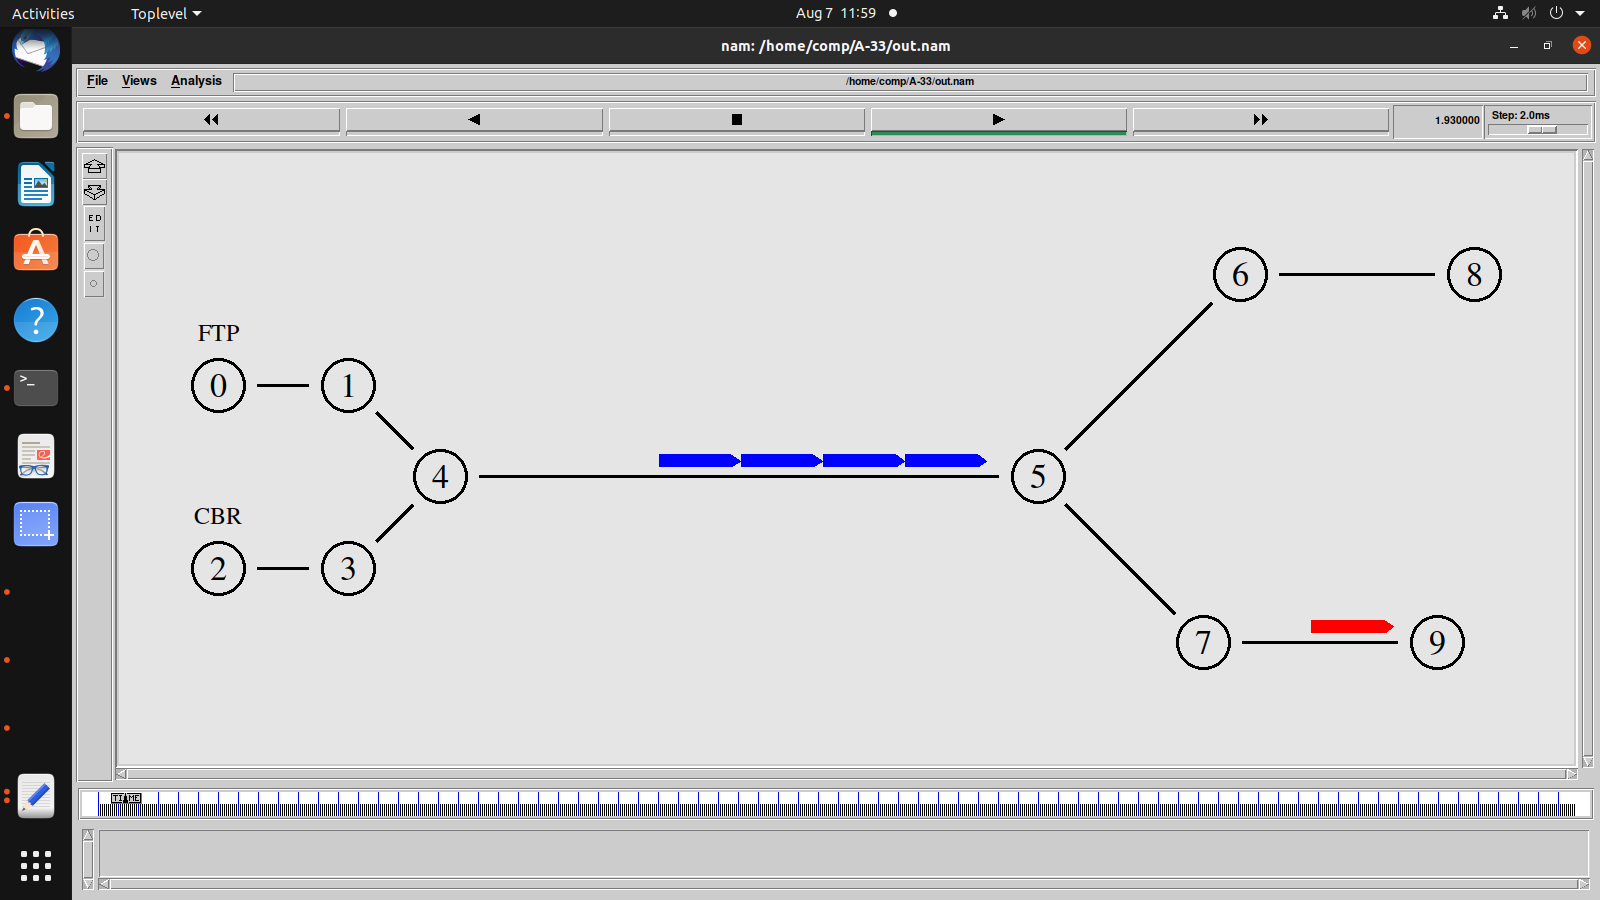 Activities
Toplevel
Aug 7 11:59
nam: /home/comp/A-33/out.nam
File Views Analysis
/home/comp/A-33/out.nam
1.930000
Step: 2.0ms
E D
I T
6
8
FTP
0
1
4
5
CBR
2
3
7
9
TIME